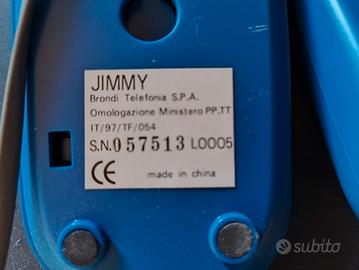 JIMMY
Brondi Telefonia S.P.A.
Omologazione Ministero PP.TT
IT/97/TF/054
S.N. 057513 L0005
CE made in china
subito